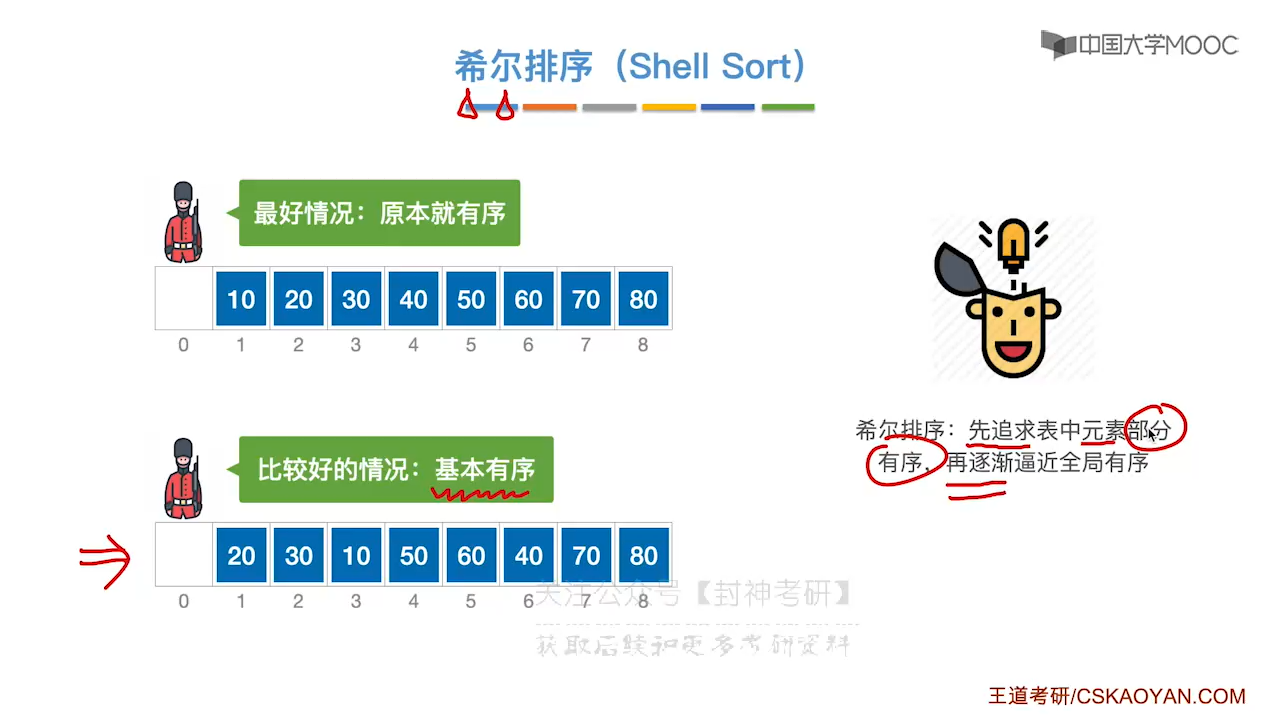 中国大学MOOC
希尔排序（Shell Sort）
最好情况：原本就有序
10 20 30 40 50 60 70 80
0 1 2 3 4 5 6 7 8
希尔排序：先追求表中元素部分
有序，再逐渐逼近全局有序
比较好的情况：基本有序
20 30 10 50 60 40 70 80
0 1 2 3 4 5 6 7 8
关注公众号【封神考研】
获取后续和更多考研资料
王道考研/CSKAOYAN.COM